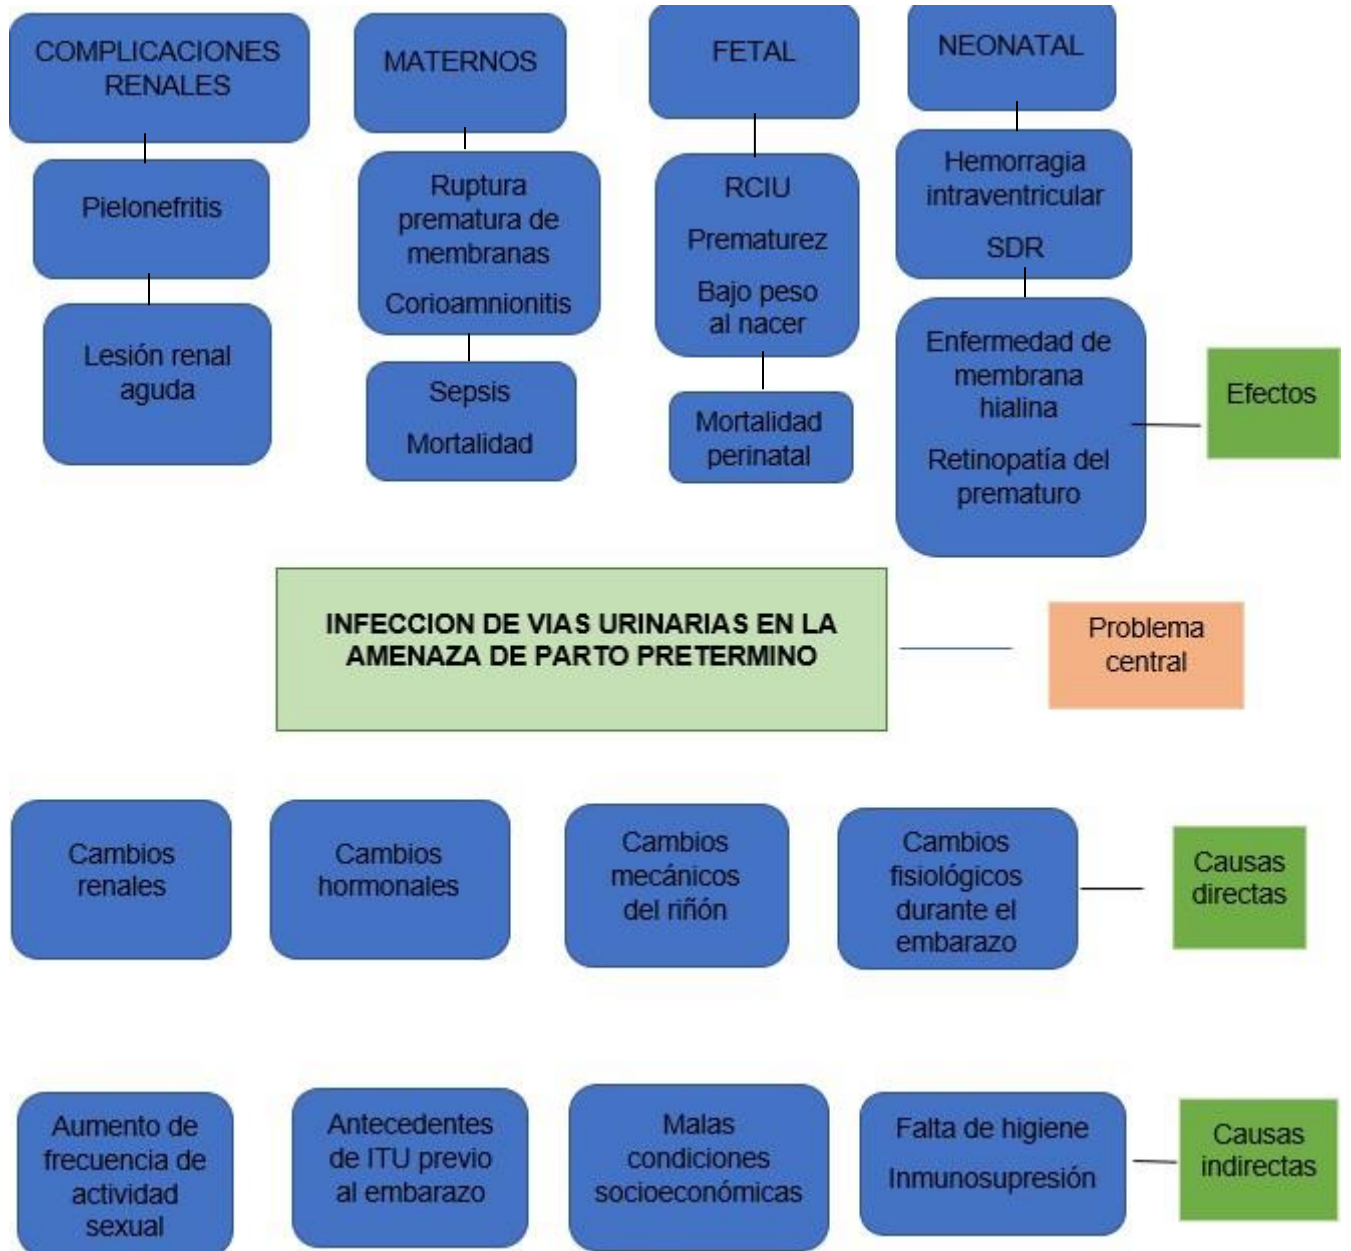 COMPLICACIONES
RENALES
MATERNOS
FETAL
NEONATAL
Pielonefritis
Ruptura
prematura de
membranas
Corioamnionitis
RCIU
Prematurez
Bajo peso
al nacer
Hemorragia
intraventricular
SDR
Lesión renal
aguda
Sepsis
Mortalidad
Mortalidad
perinatal
Enfermedad de
membrana
hialina
Retinopatía del
prematuro
Efectos
INFECCION DE VIAS URINARIAS EN LA
AMENAZA DE PARTO PRETERMINO
Problema
central
Cambios
renales
Cambios
hormonales
Cambios
mecánicos
del riñón
Cambios
fisiológicos
durante el
embarazo
Causas
directas
Aumento de
frecuencia de
actividad
sexual
Antecedentes
de ITU previo
al embarazo
Malas
condiciones
socioeconómicas
Falta de higiene
Inmunosupresión
Causas
indirectas